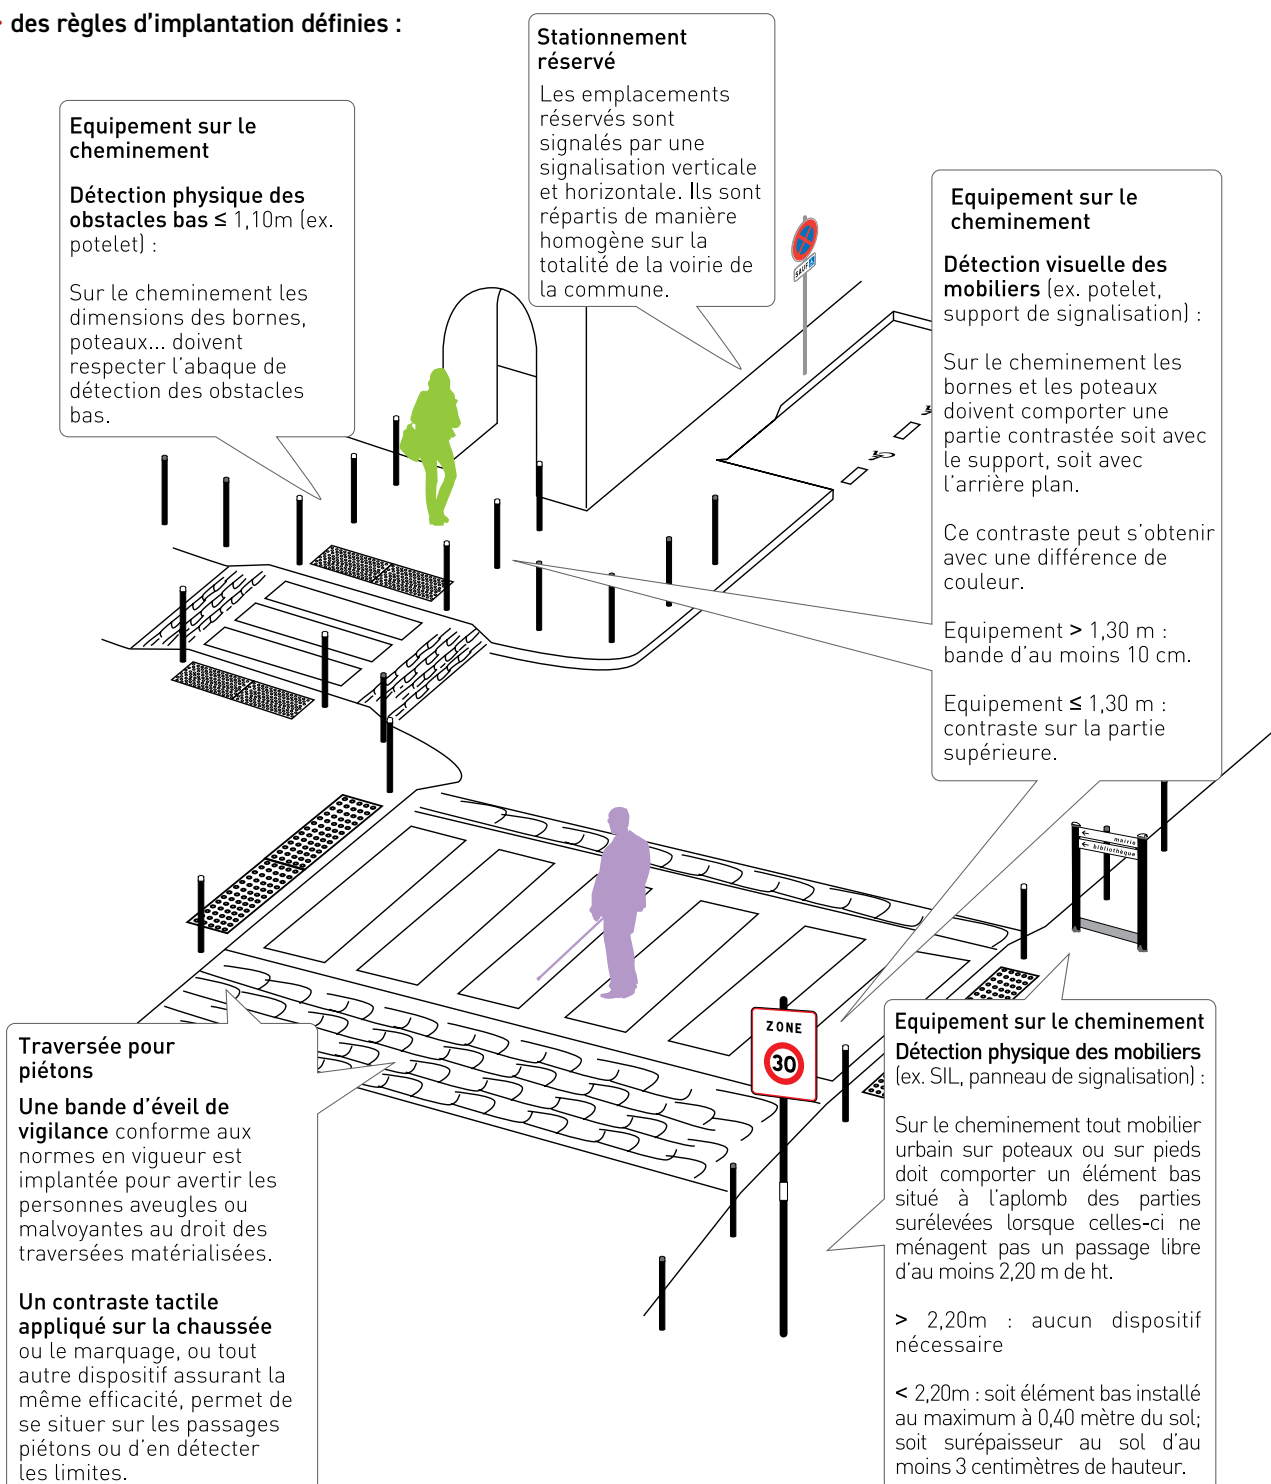 des règles d’implantation définies :
Equipement sur le
cheminement
Détection physique des
obstacles bas ≤ 1,10m (ex.
potelet) :
Sur le cheminement les
dimensions des bornes,
poteaux... doivent
respecter l’abaque de
détection des obstacles
bas.
Stationnement
réservé
Les emplacements
réservés sont
signalés par une
signalisation verticale
et horizontale. Ils sont
répartis de manière
homogène sur la
totalité de la voirie de
la commune.
SAUF
Equipement sur le
cheminement
Détection visuelle des
mobiliers (ex. potelet,
support de signalisation) :
Sur le cheminement les
bornes et les poteaux
doivent comporter une
partie contrastée soit avec
le support, soit avec
l’arrière plan.
Ce contraste peut s’obtenir
avec une différence de
couleur.
Equipement > 1,30 m :
bande d’au moins 10 cm.
Equipement ≤ 1,30 m :
contraste sur la partie
supérieure.
← mairie
← bibliothèque
ZONE
30
Traversée pour
piétons
Une bande d’éveil de
vigilance conforme aux
normes en vigueur est
implantée pour avertir les
personnes aveugles ou
malvoyantes au droit des
traversées matérialisées.
Un contraste tactile
appliqué sur la chaussée
ou le marquage, ou tout
autre dispositif assurant la
même efficacité, permet de
se situer sur les passages
piétons ou d’en détecter
les limites.
Equipement sur le cheminement
Détection physique des mobiliers
(ex. SIL, panneau de signalisation) :
Sur le cheminement tout mobilier
urbain sur poteaux ou sur pieds
doit comporter un élément bas
situé à l’aplomb des parties
surélevées lorsque celles-ci ne
ménagent pas un passage libre
d’au moins 2,20 m de ht.
> 2,20m : aucun dispositif
nécessaire
< 2,20m : soit élément bas installé
au maximum à 0,40 mètre du sol;
soit surépaisseur au sol d’au
moins 3 centimètres de hauteur.